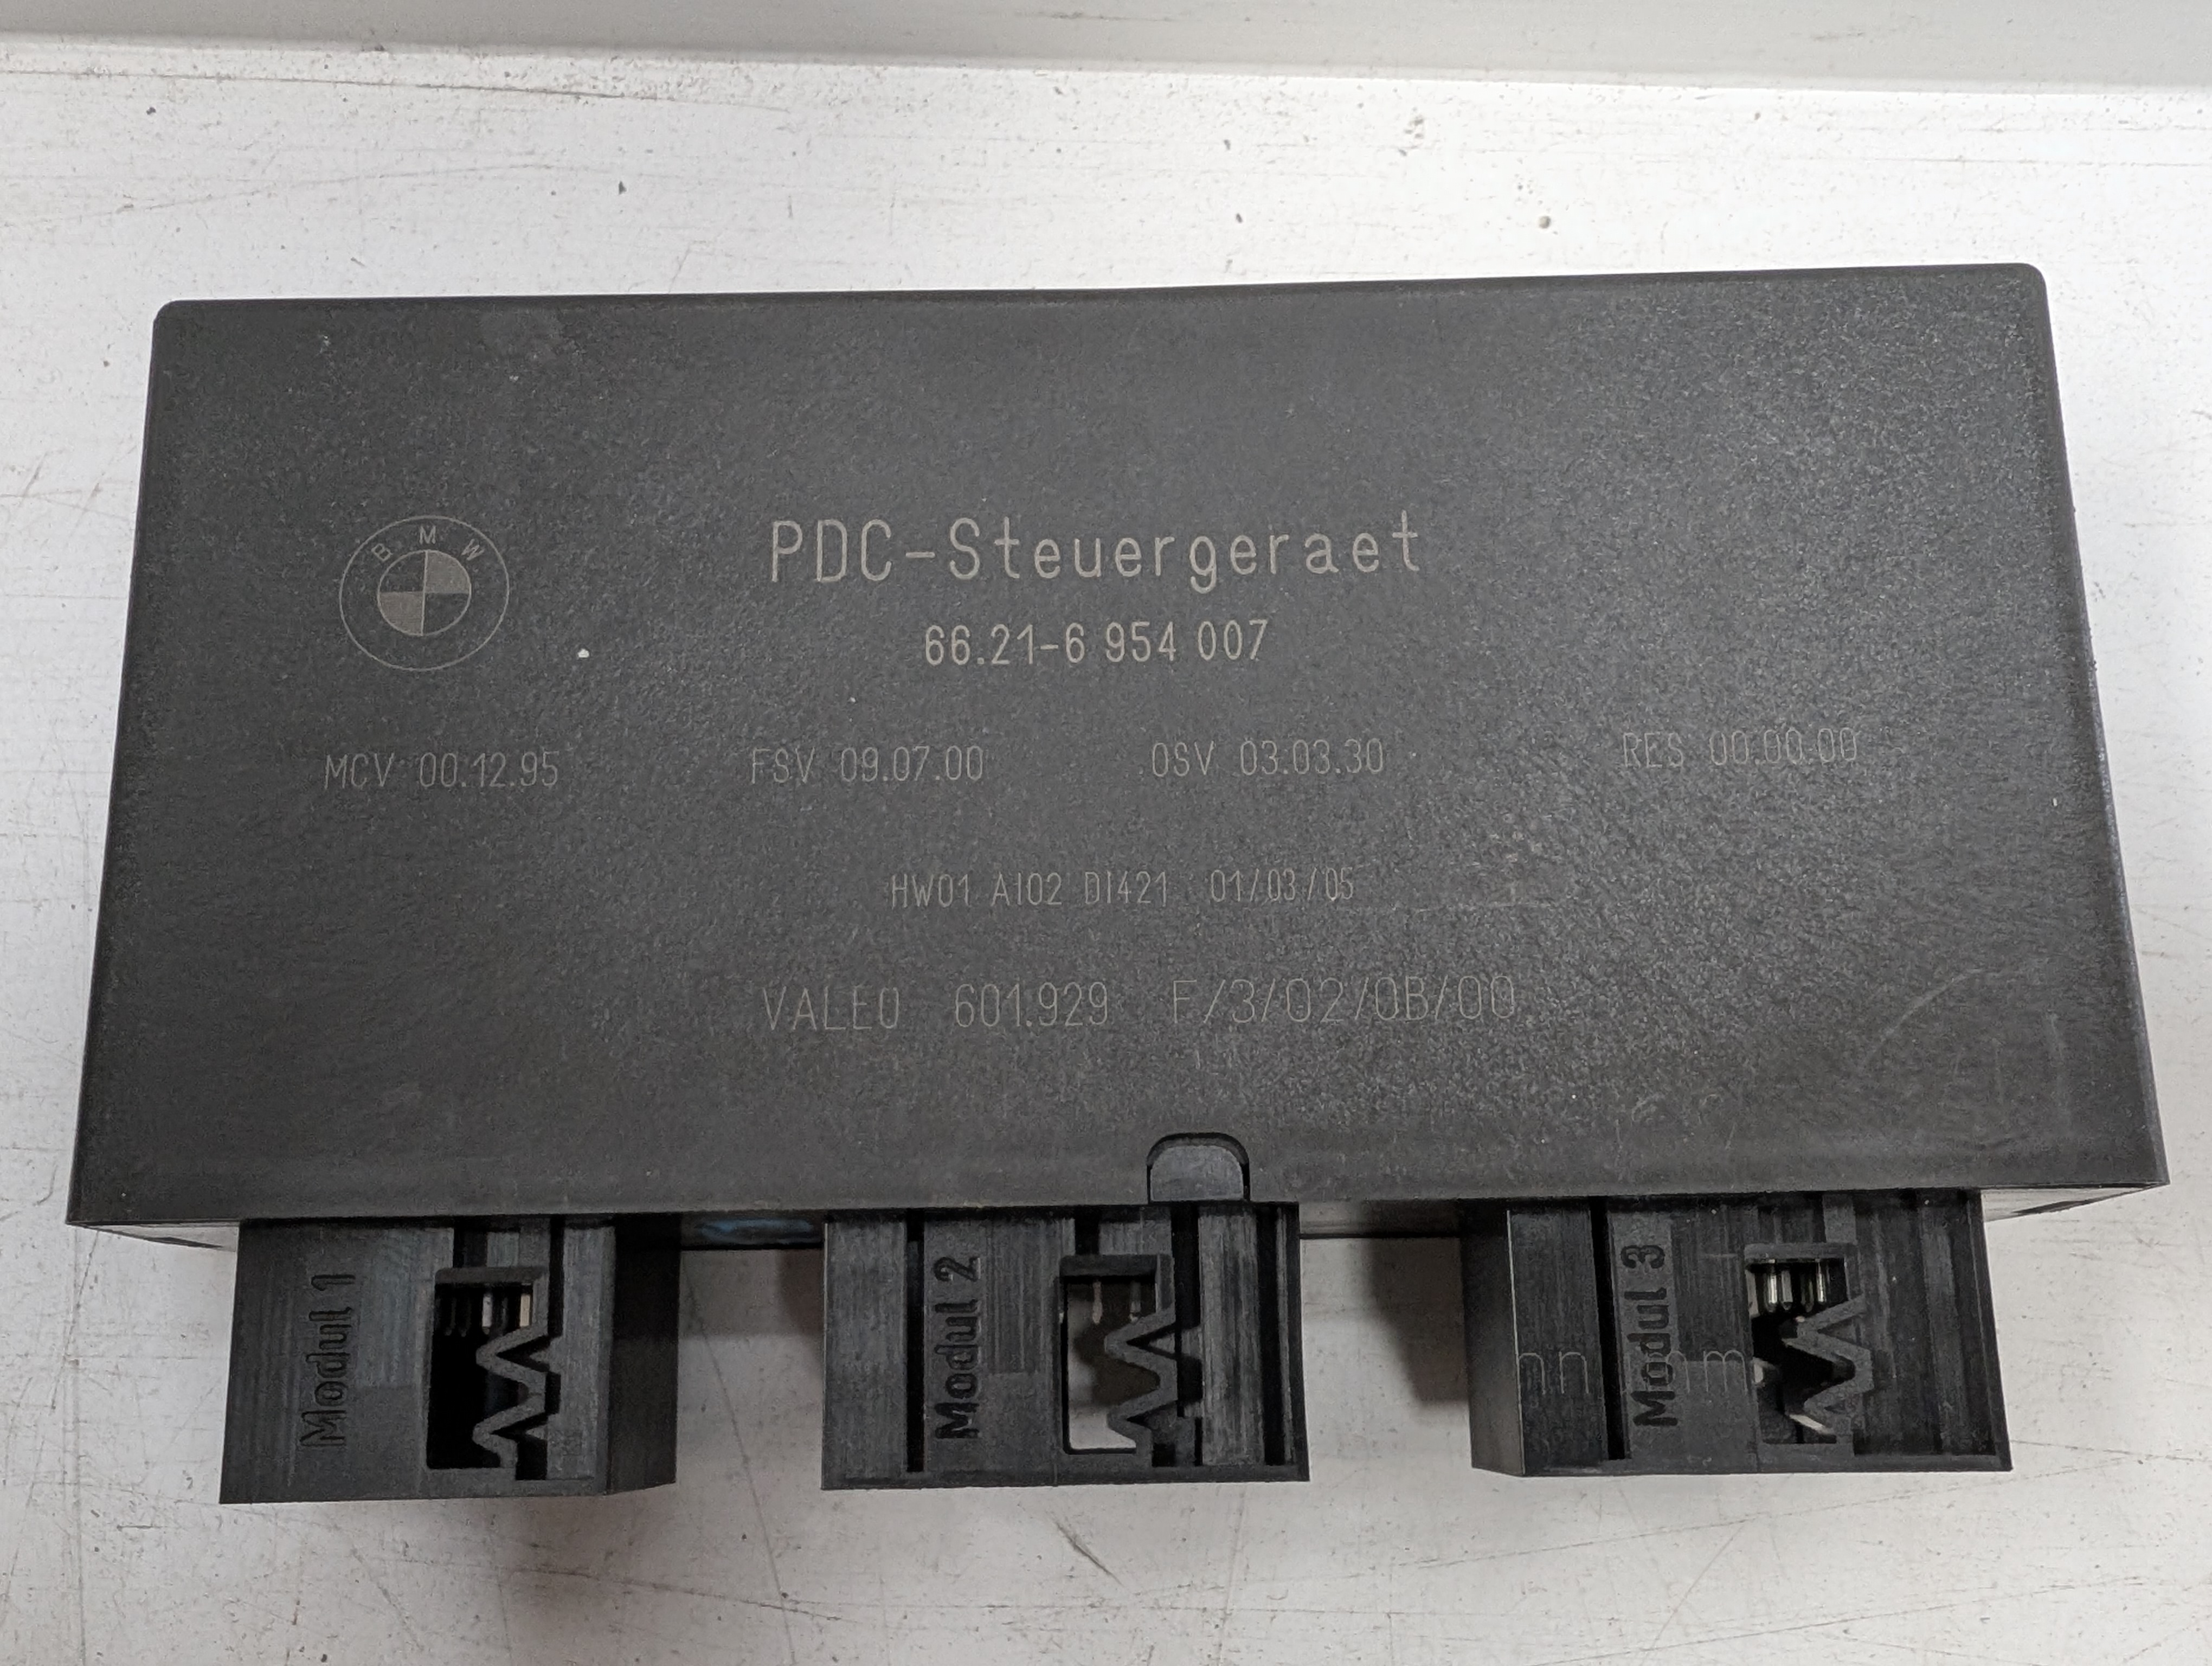 B M W
PDC-Steuergeraet
66.21-6 954 007
MCV 00.12.95 FSV 09.07.00 OSV 03.03.30 RES 00.00.00
HW01 AI02 DI421 01/03/05
VALEO 601.929 F/3/02/0B/00
Modul 1 Modul 2 Modul 3